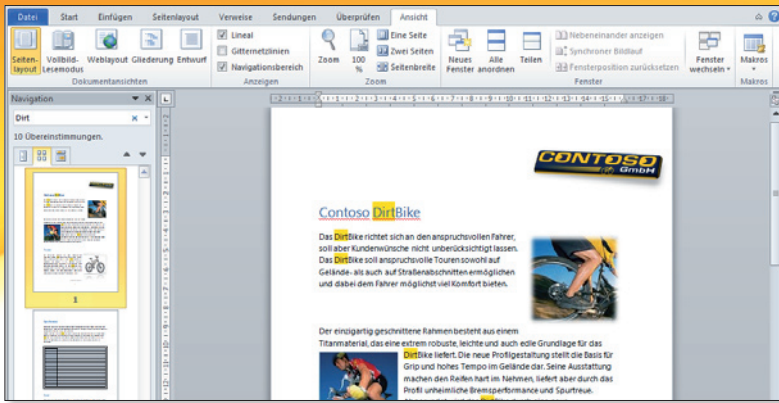 Datei Start Einfügen Seitenlayout Verweise Sendungen Überprüfen Ansicht
Seiten-
layout
Vollbild-
Lesemodus
Weblayout Gliederung Entwurf
Dokumentansichten
Lineal
Gitternetzlinien
Navigationsbereich
Anzeigen
Zoom
100
%
Eine Seite
Zwei Seiten
Seitenbreite
Zoom
Neues
Fenster
Alle
anordnen
Teilen
Nebeneinander anzeigen
Synchroner Bildlauf
Fensterposition zurücksetzen
Fenster
Fenster
wechseln
Makros
Makros
Navigation
Dirt
10 Übereinstimmungen.
1
CONTOSO
GmbH
Contoso DirtBike
Das DirtBike richtet sich an den anspruchsvollen Fahrer,
soll aber Kundenwünsche nicht unberücksichtigt lassen.
Das DirtBike soll anspruchsvolle Touren sowohl auf
Gelände- als auch auf Straßenabschnitten ermöglichen
und dabei dem Fahrer möglichst viel Komfort bieten.
Der einzigartig geschnittene Rahmen besteht aus einem
Titanmaterial, das eine extrem robuste, leichte und auch edle Grundlage für das
DirtBike liefert. Die neue Profilgestaltung stellt die Basis für
Grip und hohes Tempo im Gelände dar. Seine Ausstattung
machen den Reifen hart im Nehmen, liefert aber durch das
Profil unheimliche Bremsperformance und Spurtreue.